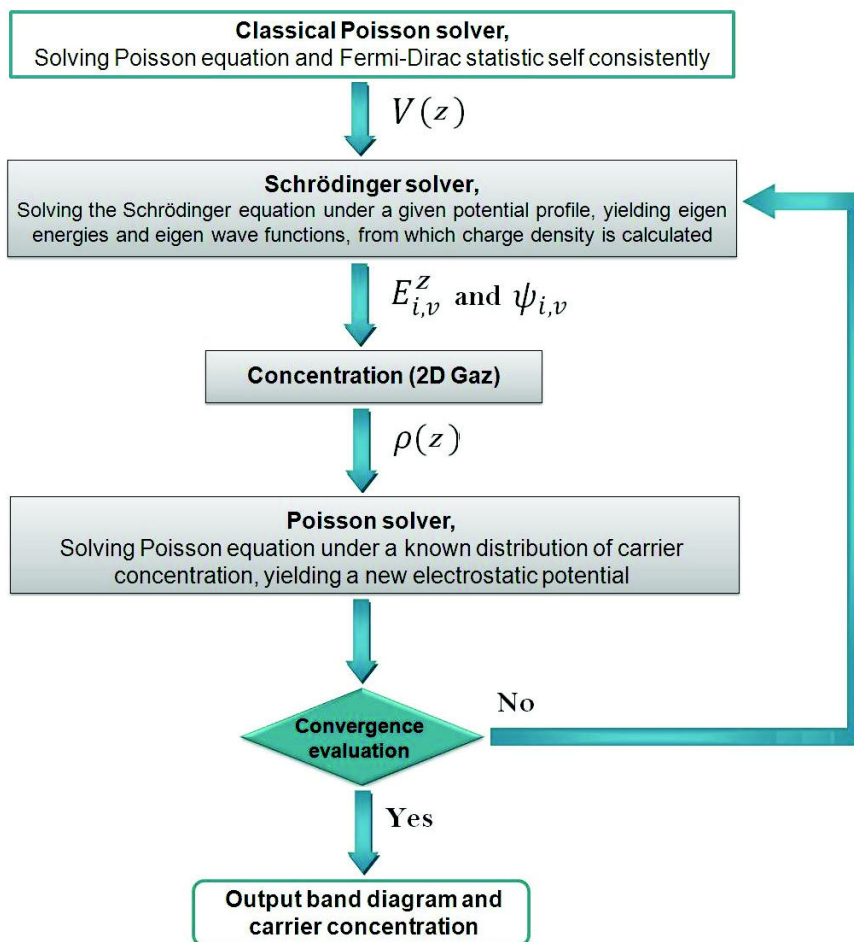 Classical Poisson solver,
Solving Poisson equation and Fermi-Dirac statistic self consistently
V(z)
Schrödinger solver,
Solving the Schrödinger equation under a given potential profile, yielding eigen
energies and eigen wave functions, from which charge density is calculated
E_{i,v}^{z} and ψ_{i,v}
Concentration (2D Gaz)
ρ(z)
Poisson solver,
Solving Poisson equation under a known distribution of carrier
concentration, yielding a new electrostatic potential
No
Convergence
evaluation
Yes
Output band diagram and
carrier concentration